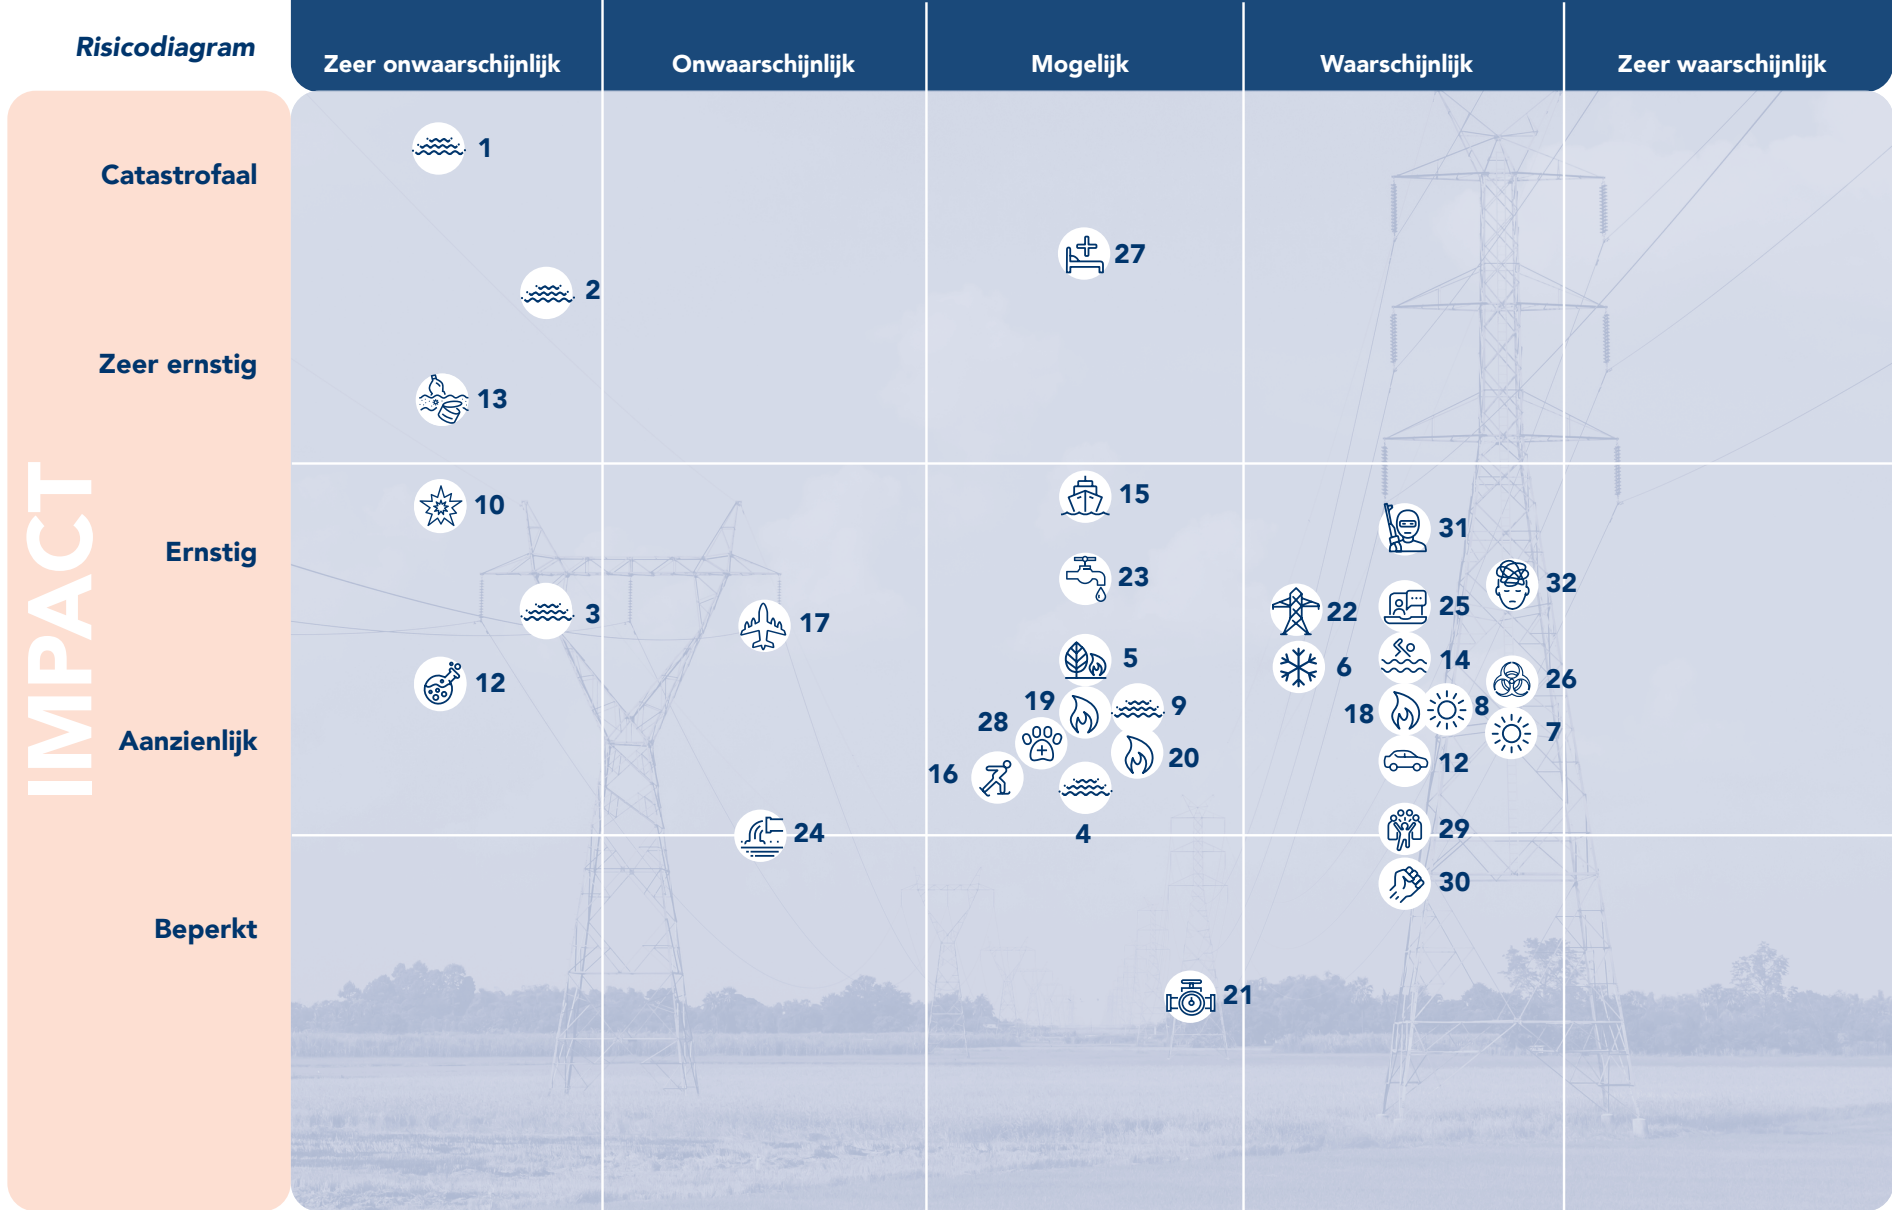 Risicodiagram
Zeer onwaarschijnlijk
Onwaarschijnlijk
Mogelijk
Waarschijnlijk
Zeer waarschijnlijk
IMPACT
Catastrofaal
Zeer ernstig
Ernstig
Aanzienlijk
Beperkt
1
27
2
13
15
10
31
23
32
3
17
22
25
5
6
14
12
26
19
9
28
18
8
7
20
16
12
4
24
29
30
21